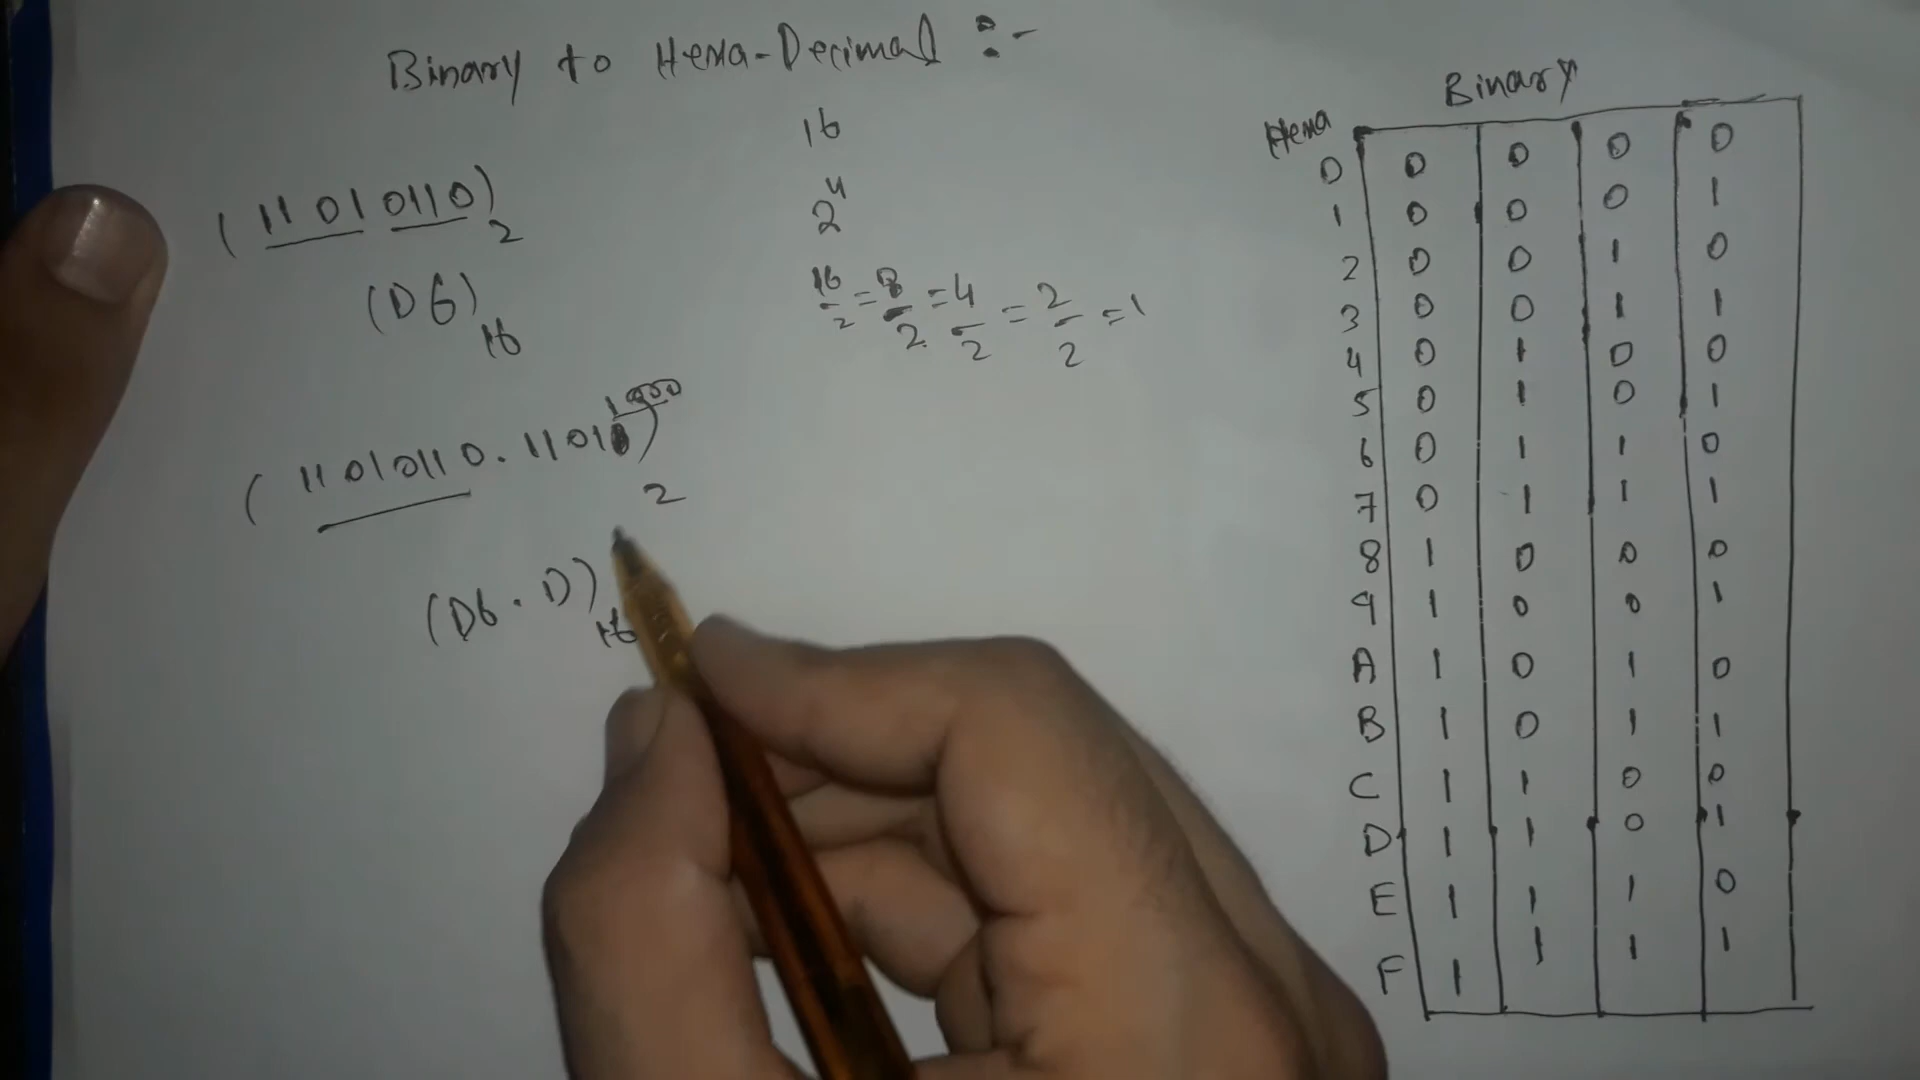 Binary to Hexa-Decimal :-
16
2⁴
16/2 = 8/2 = 4/2 = 2/2 = 1
(1101 0110)2
(D6)16
(11010110.1101 )2
1000
(D6.D)16
Binary
Hexa
0 0 0 0 0
1 0 0 0 1
2 0 0 1 0
3 0 0 1 1
4 0 1 0 0
5 0 1 0 1
6 0 1 1 0
7 0 1 1 1
8 1 0 0 0
9 1 0 0 1
A 1 0 1 0
B 1 0 1 1
C 1 1 0 0
D 1 1 0 1
E 1 1 1 0
F 1 1 1 1